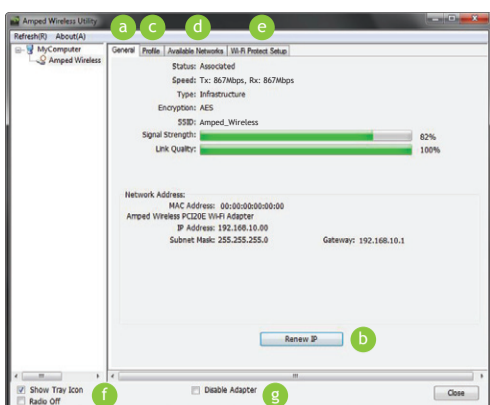 Amped Wireless Utility
a c d e
Refresh(R) About(A)
MyComputer
Amped Wireless
General Profile Available Networks Wi-Fi Protect Setup
Status: Associated
Speed: Tx: 867Mbps, Rx: 867Mbps
Type: Infrastructure
Encryption: AES
SSID: Amped_Wireless
Signal Strength: 82%
Link Quality: 100%
Network Address:
MAC Address: 00:00:00:00:00:00
Amped Wireless PCI20E Wi-Fi Adapter
IP Address: 192.168.10.00
Subnet Mask: 255.255.255.0 Gateway: 192.168.10.1
Renew IP b
Show Tray Icon f Disable Adapter g Close
Radio Off